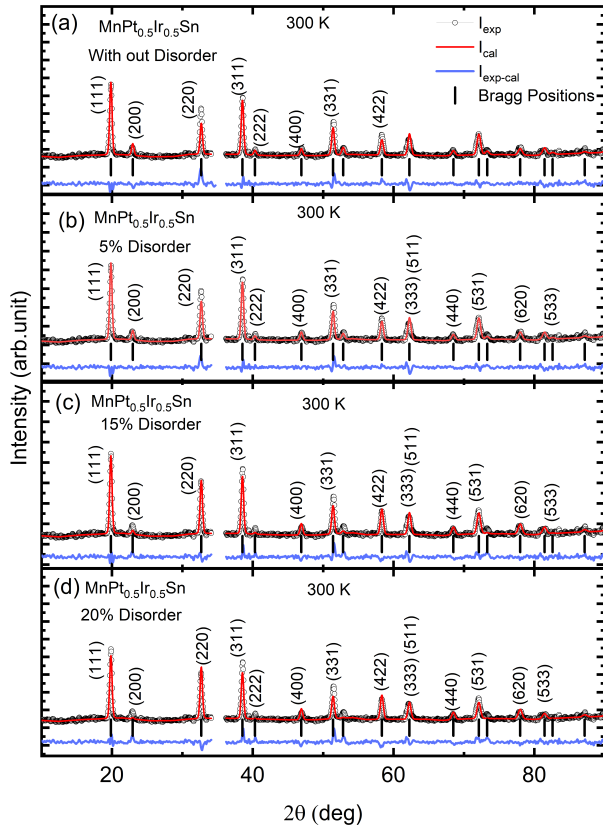 (a) MnPt0.5Ir0.5Sn
With out Disorder
300 K
Iexp
Ical
Iexp-cal
Bragg Positions
(111) (200) (220) (311) (222) (400) (331) (422)
(b) MnPt0.5Ir0.5Sn
5% Disorder
300 K
(111) (200) (220) (311) (222) (400) (331) (422) (333) (511) (440) (531) (620) (533)
(c) MnPt0.5Ir0.5Sn
15% Disorder
300 K
(111) (200) (220) (311) (400) (331) (422) (333) (511) (440) (531) (620) (533)
(d) MnPt0.5Ir0.5Sn
20% Disorder
300 K
(111) (200) (220) (311) (222) (400) (331) (422) (333) (511) (440) (531) (620) (533)
Intensity (arb.unit)
20 40 60 80
2θ (deg)